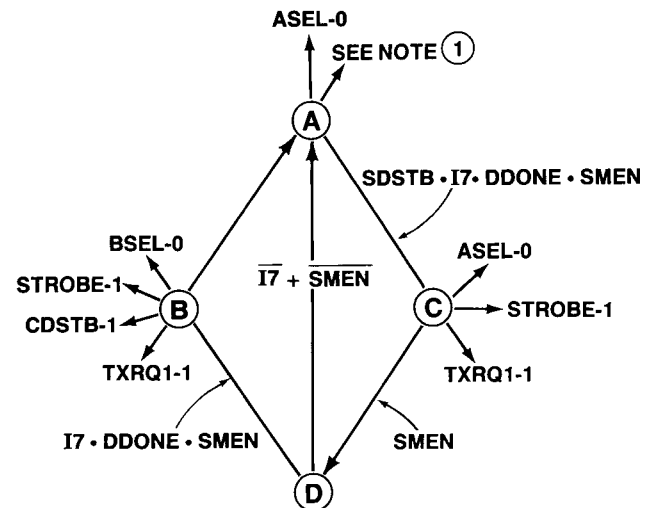 ASEL-0
SEE NOTE 1
A
SDSTB • I7 • DDONE • SMEN
BSEL-0
STROBE-1
CDSTB-1
B
TXRQ1-1
I7̅ + S̅M̅E̅N̅
ASEL-0
C
STROBE-1
TXRQ1-1
I7 • DDONE • SMEN
SMEN
D